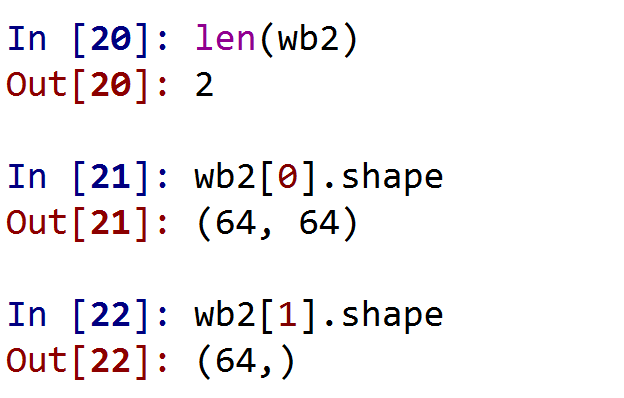 In [20]: len(wb2)
Out[20]: 2
In [21]: wb2[0].shape
Out[21]: (64, 64)
In [22]: wb2[1].shape
Out[22]: (64,)